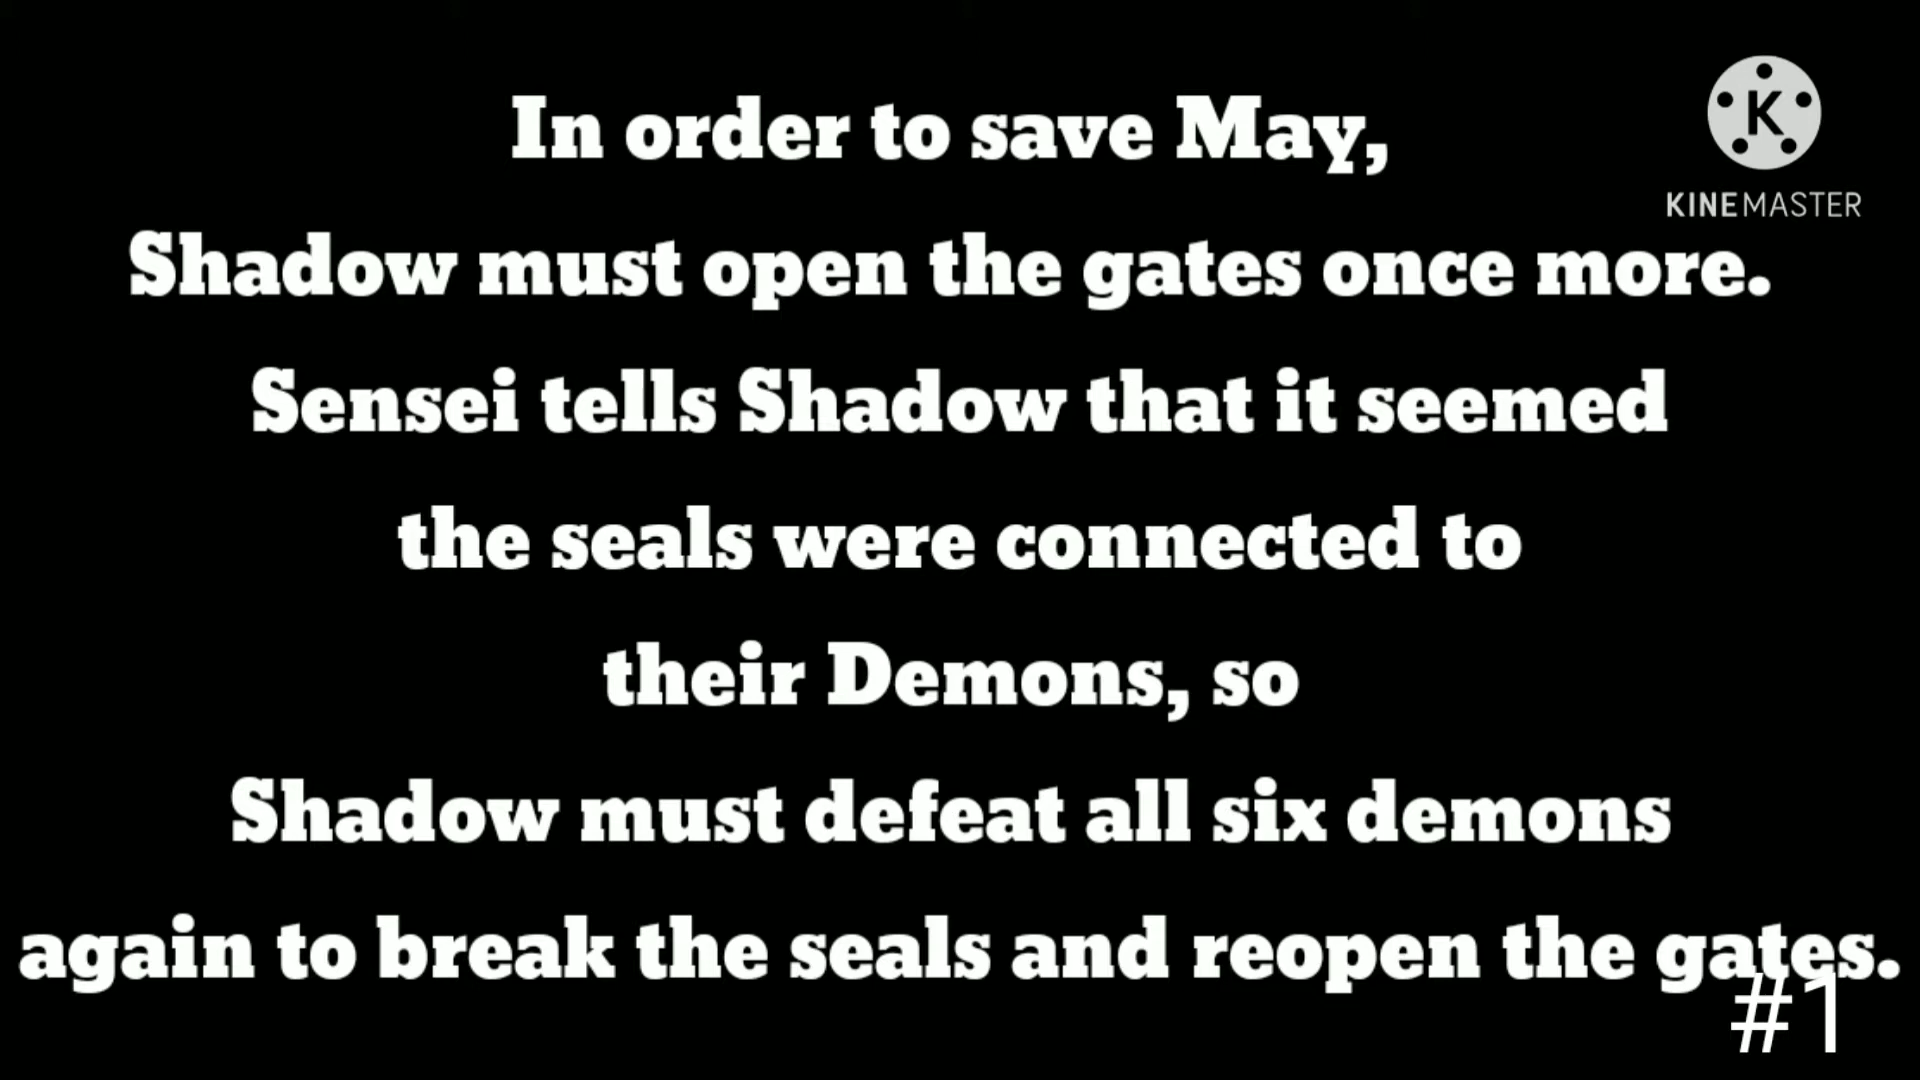 In order to save May,
K
KINEMASTER
Shadow must open the gates once more.
Sensei tells Shadow that it seemed
the seals were connected to
their Demons, so
Shadow must defeat all six demons
again to break the seals and reopen the gates.
#1